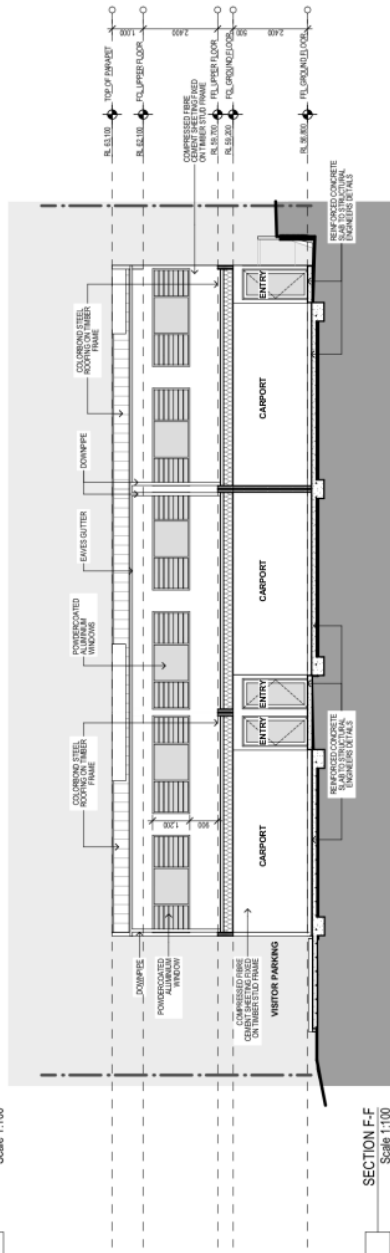 Scale 1:100
COLORBOND STEEL
ROOFING ON TIMBER
FRAME
POWDERCOATED
ALUMINIUM
WINDOWS
EAVES GUTTER
DOWNPIPE
COLORBOND STEEL
ROOFING ON TIMBER
FRAME
1,000
TOP OF PARAPET
RL 63,100
DOWNPIPE
2,400
FCL UPPER FLOOR
RL 62,100
POWDERCOATED
ALUMINIUM
WINDOW
1,200
900
COMPRESSED FIBRE
CEMENT SHEETING FIXED
ON TIMBER STUD FRAME
FFL UPPER FLOOR
RL 59,700
500
FCL GROUND FLOOR
RL 59,200
COMPRESSED FIBRE
CEMENT SHEETING FIXED
ON TIMBER STUD FRAME
VISITOR PARKING
CARPORT
ENTRY
ENTRY
CARPORT
CARPORT
ENTRY
2,400
FFL GROUND FLOOR
RL 56,800
REINFORCED CONCRETE
SLAB TO STRUCTURAL
ENGINEERS DETAILS
REINFORCED CONCRETE
SLAB TO STRUCTURAL
ENGINEERS DETAILS
SECTION F-F
Scale 1:100